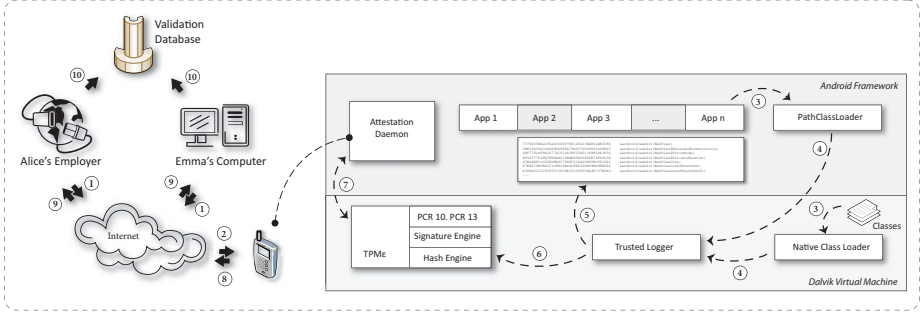 Validation
Database
10
10
Alice's Employer
Emma's Computer
9
1
9
1
Internet
2
8
Android Framework
Attestation
Daemon
App 1
App 2
App 3
...
App n
3
PathClassLoader
4
7
5
3
Classes
PCR 10. PCR 13
Signature Engine
Hash Engine
TPMε
6
Trusted Logger
4
Native Class Loader
Dalvik Virtual Machine